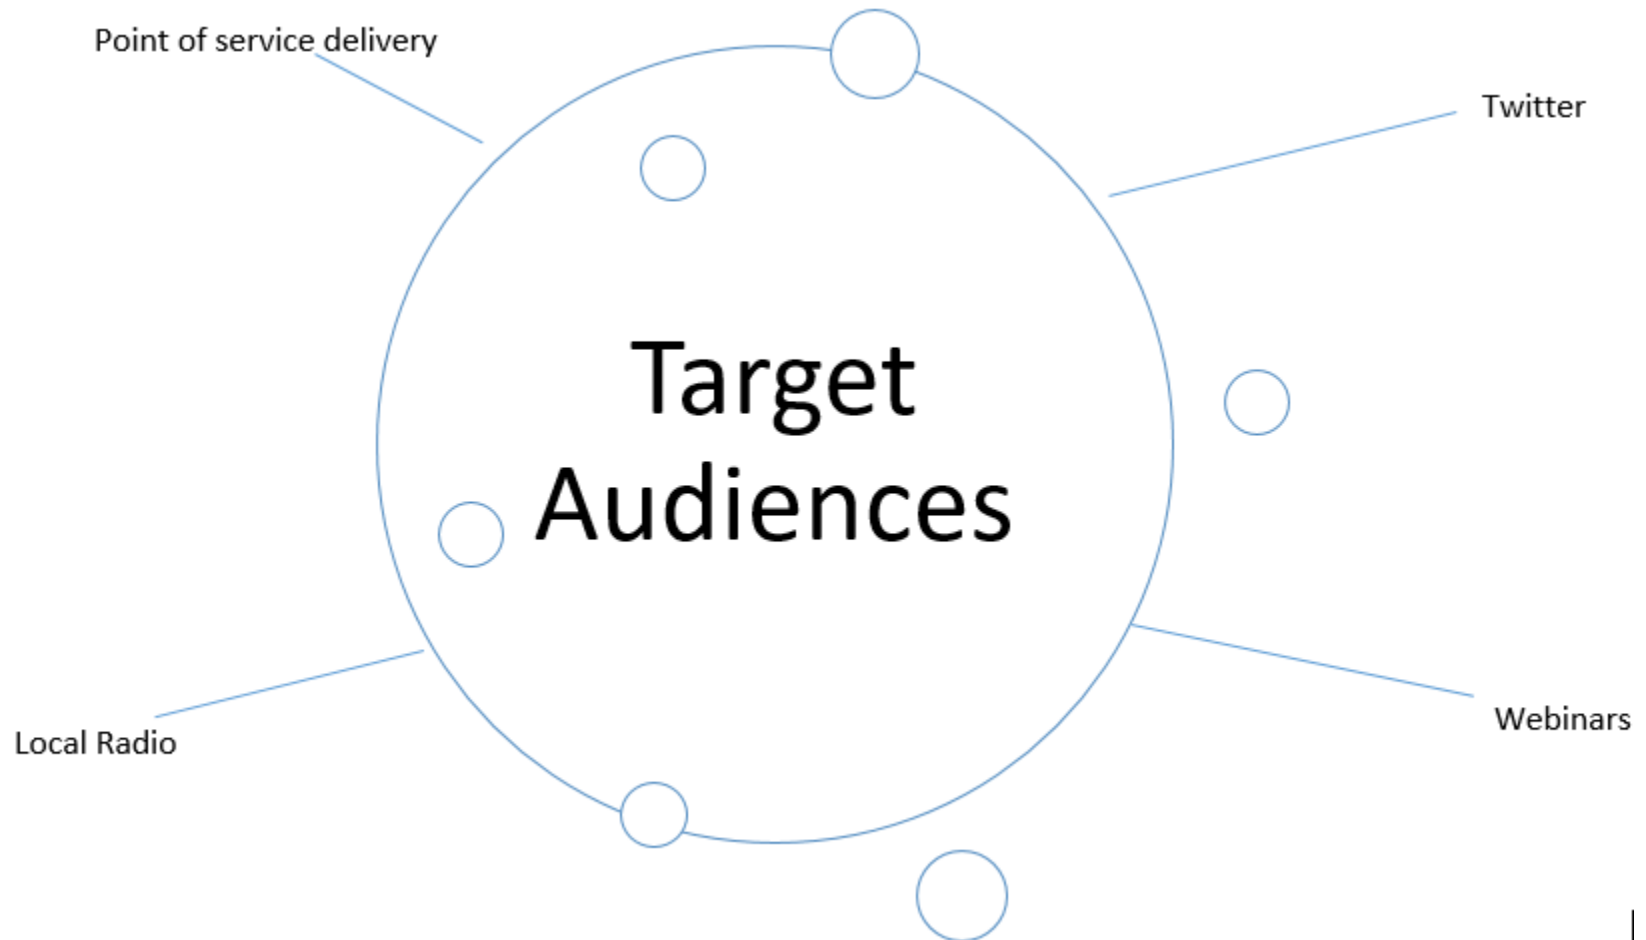 Point of service delivery
Twitter
Target
Audiences
Webinars
Local Radio